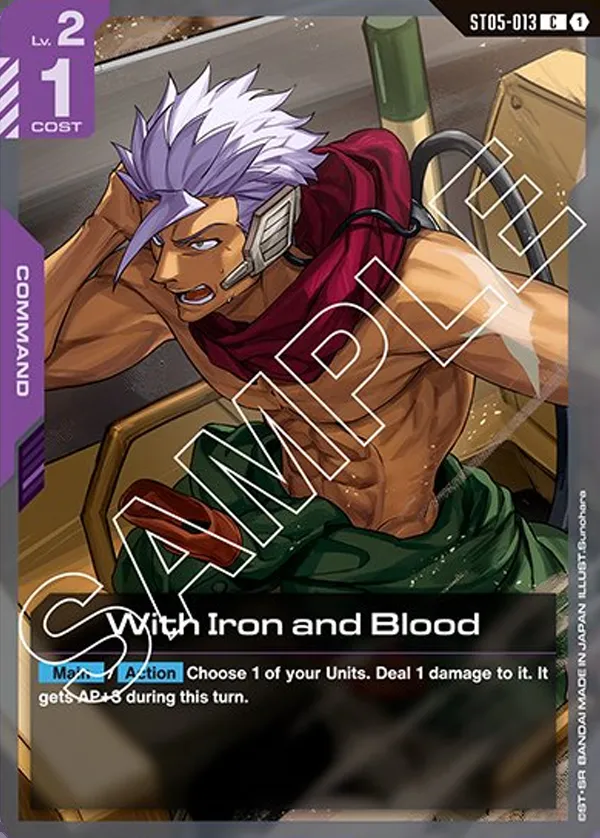 Lv. 2
1
COST
ST05-013 C 1
COMMAND
SAMPLE
With Iron and Blood
Main / Action Choose 1 of your Units. Deal 1 damage to it. It
gets AP+3 during this turn.
©ST・SR BANDAI MADE IN JAPAN ILLUST.Sunohara